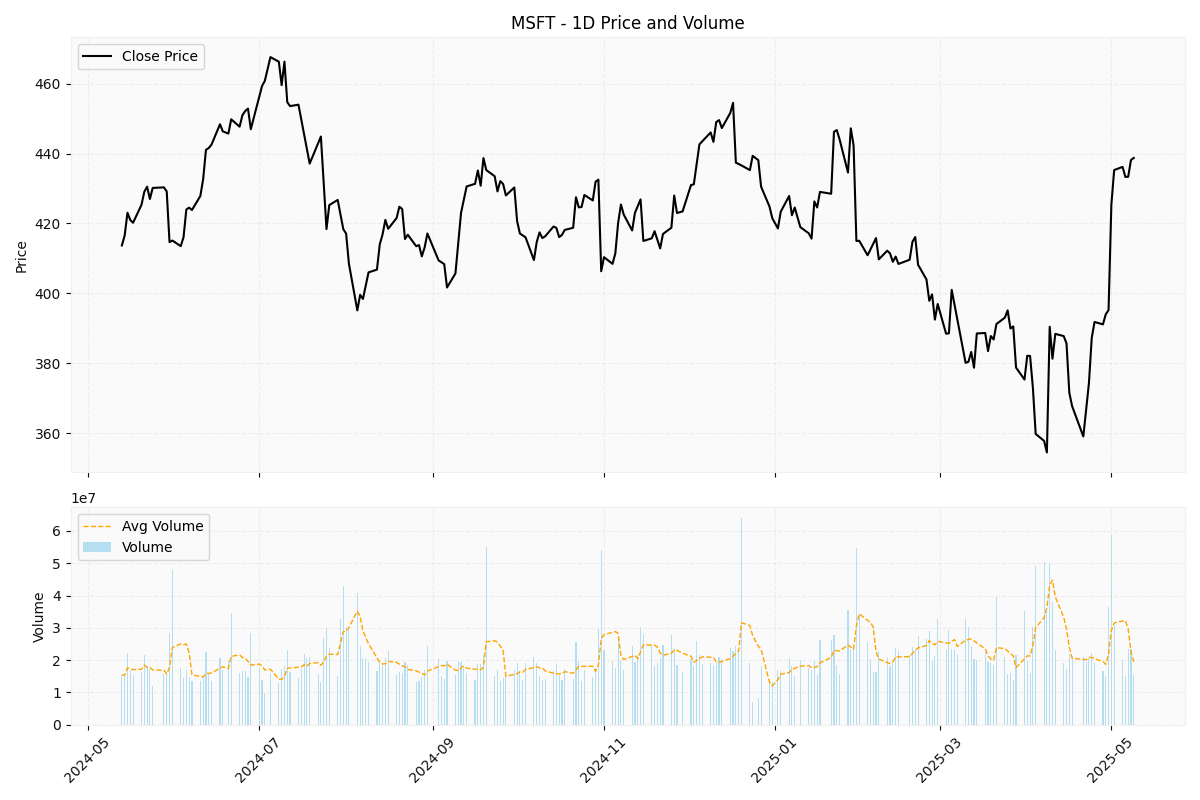 MSFT - 1D Price and Volume
Close Price
460
440
420
400
380
360
Price
1e7
Avg Volume
Volume
6
5
4
3
2
1
0
Volume
2024-05
2024-07
2024-09
2024-11
2025-01
2025-03
2025-05